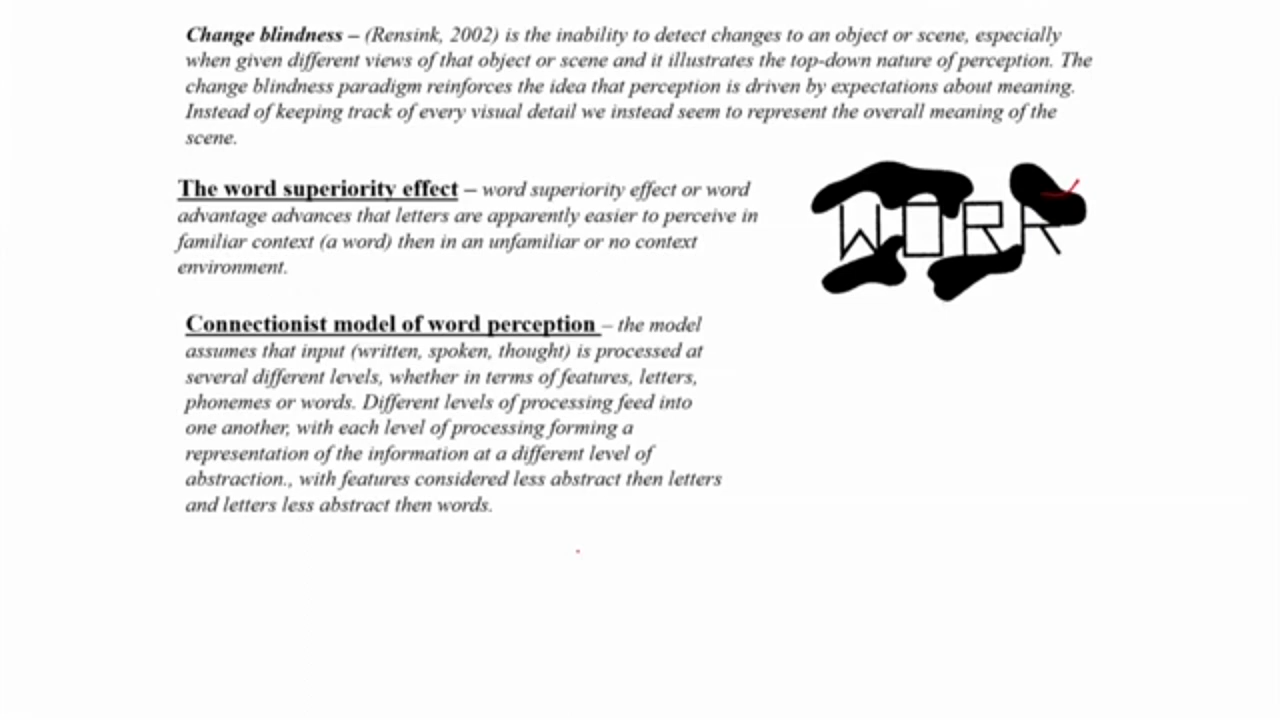 Change blindness – (Rensink, 2002) is the inability to detect changes to an object or scene, especially
when given different views of that object or scene and it illustrates the top-down nature of perception. The
change blindness paradigm reinforces the idea that perception is driven by expectations about meaning.
Instead of keeping track of every visual detail we instead seem to represent the overall meaning of the
scene.
The word superiority effect – word superiority effect or word
advantage advances that letters are apparently easier to perceive in
familiar context (a word) then in an unfamiliar or no context
environment.
WORK
Connectionist model of word perception – the model
assumes that input (written, spoken, thought) is processed at
several different levels, whether in terms of features, letters,
phonemes or words. Different levels of processing feed into
one another, with each level of processing forming a
representation of the information at a different level of
abstraction., with features considered less abstract then letters
and letters less abstract then words.